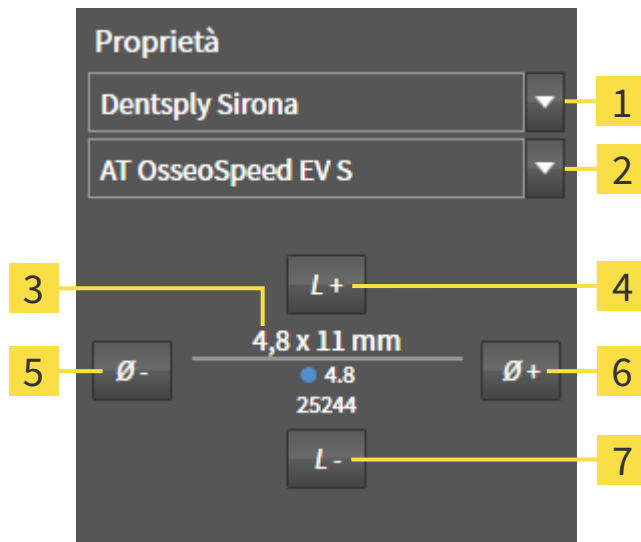 Proprietà
Dentsply Sirona
1
AT OsseoSpeed EV S
2
L +
4
3
4,8 x 11 mm
5
Ø -
4.8
Ø +
6
25244
L -
7